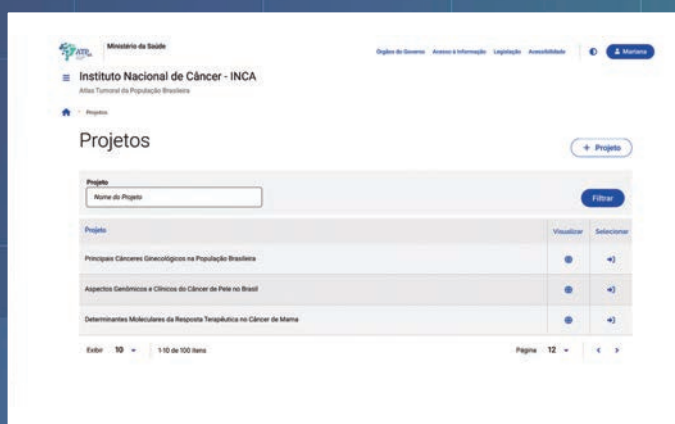 ATP
Ministério da Saúde
Órgãos do Governo Acesso à Informação Legislação Acessibilidade Mariana
Instituto Nacional de Câncer - INCA
Atlas Tumoral da População Brasileira
Projetos
Projetos
+ Projeto
Projeto
Nome do Projeto
Filtrar
Projeto Visualizar Selecionar
Principais Cânceres Ginecológicos na População Brasileira
Aspectos Genômicos e Clínicos do Câncer de Pele no Brasil
Determinantes Moleculares da Resposta Terapêutica no Câncer de Mama
Exibir 10 1-10 de 100 itens Página 12